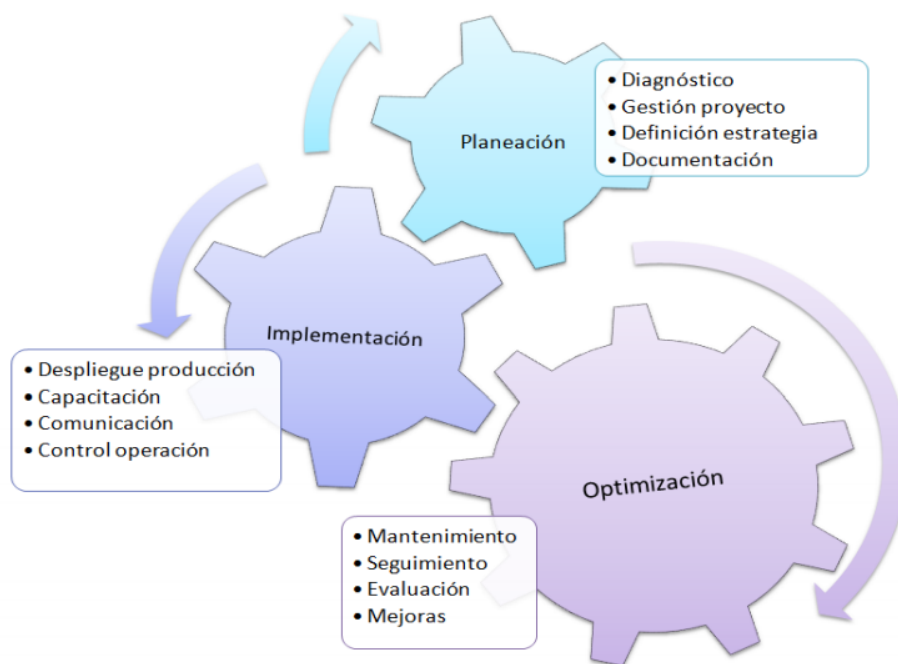 Planeación
• Diagnóstico
• Gestión proyecto
• Definición estrategia
• Documentación
Implementación
• Despliegue producción
• Capacitación
• Comunicación
• Control operación
Optimización
• Mantenimiento
• Seguimiento
• Evaluación
• Mejoras